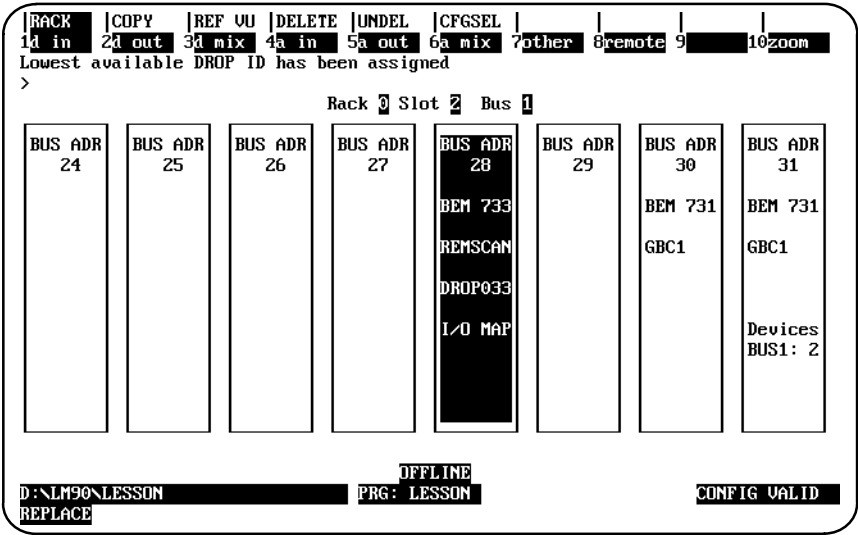 |RACK |COPY |REF VU |DELETE |UNDEL |CFGSEL | | | |
1d in 2d out 3d mix 4a in 5a out 6a mix 7other 8remote 9 10zoom
Lowest available DROP ID has been assigned
>
Rack 0 Slot 2 Bus 1
BUS ADR BUS ADR BUS ADR BUS ADR BUS ADR BUS ADR BUS ADR BUS ADR
24 25 26 27 28 29 30 31
BEM 733 BEM 731 BEM 731
REMSCAN GBC1 GBC1
DROP033
I/O MAP Devices
BUS1: 2
OFFLINE
D:\LM90\LESSON PRG: LESSON CONFIG VALID
REPLACE